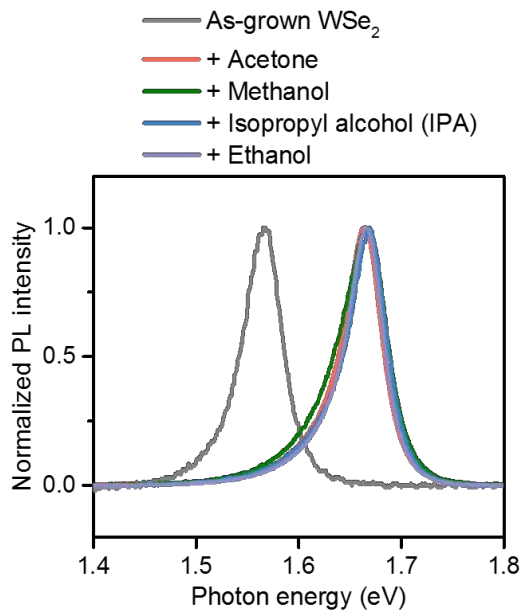 As-grown WSe₂
+ Acetone
+ Methanol
+ Isopropyl alcohol (IPA)
+ Ethanol
1.0
0.5
0.0
Normalized PL intensity
1.4 1.5 1.6 1.7 1.8
Photon energy (eV)